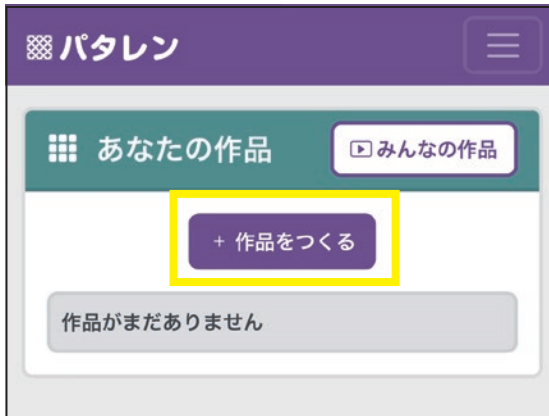 パタレン
あなたの作品
みんなの作品
+ 作品をつくる
作品がまだありません